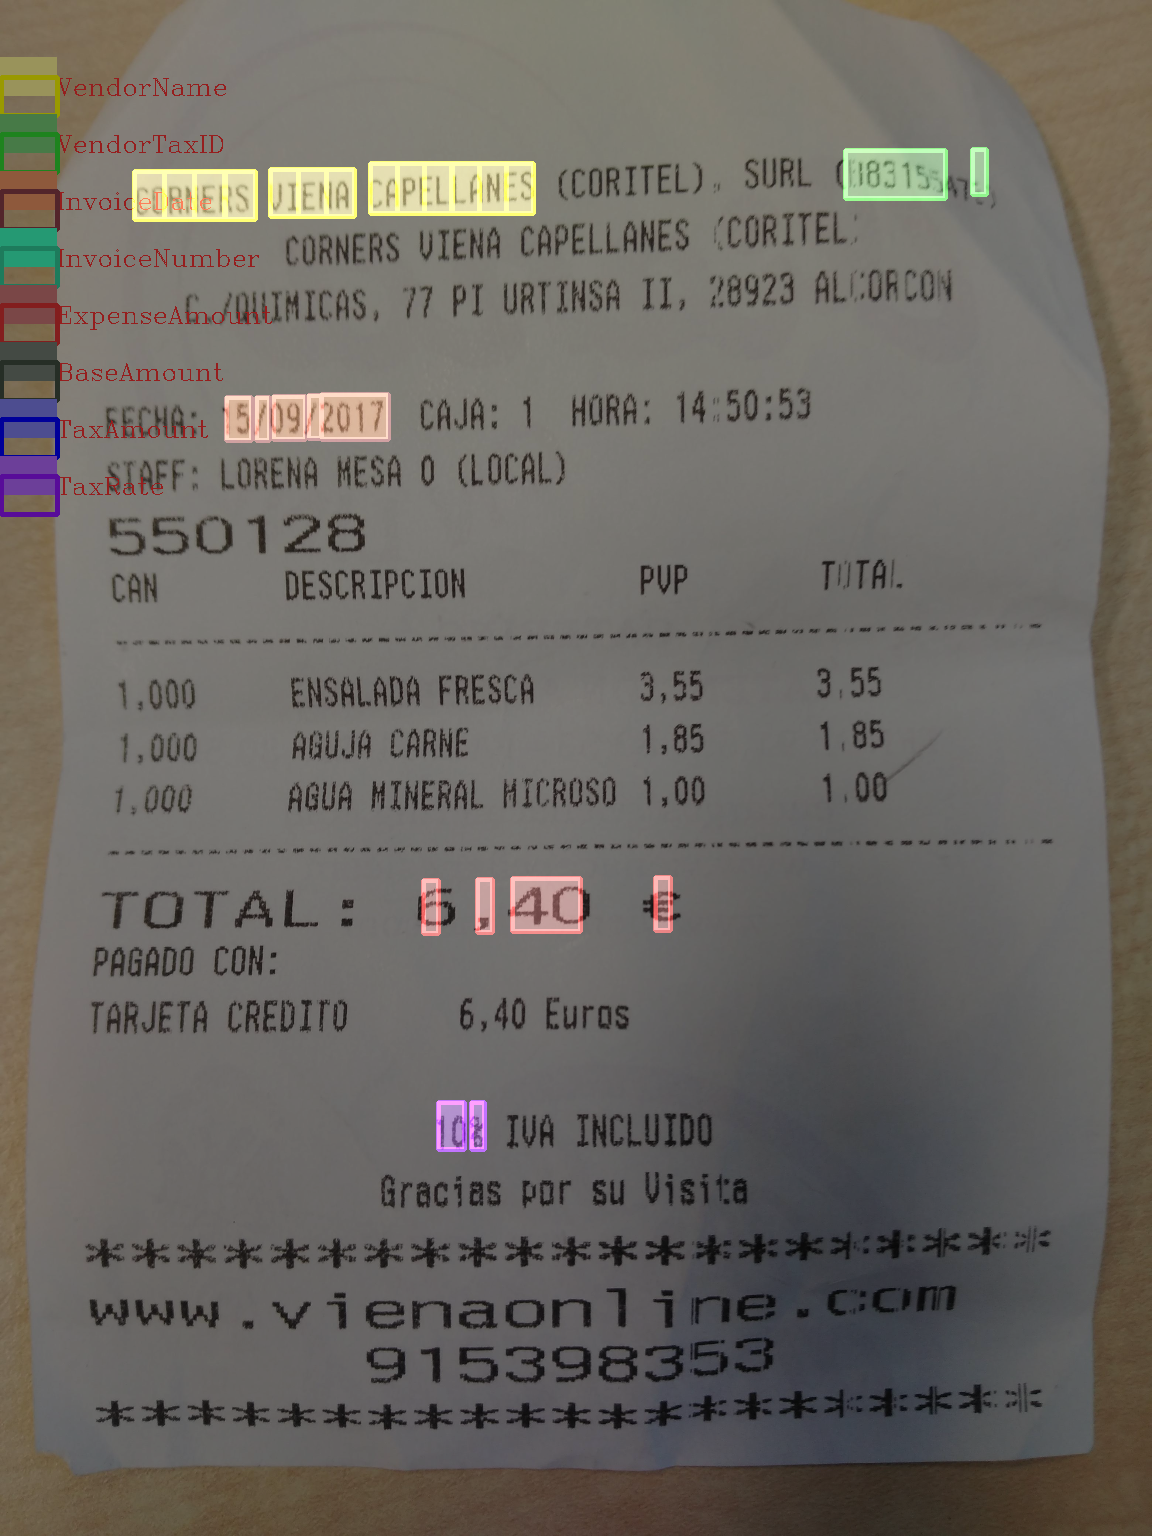 VendorName
VendorTaxID
InvoiceDate
InvoiceNumber
ExpenseAmount
BaseAmount
TaxAmount
TaxRate
CORNERS VIENA CAPELLANES (CORITEL), SURL
CORNERS VIENA CAPELLANES (CORITEL)
C./QUIMICAS, 77 PI URTINSA II, 28923 ALCORCON
FECHA: 15/09/2017 CAJA: 1 HORA: 14:50:53
STAFF: LORENA MESA O (LOCAL)
550128
CAN DESCRIPCION PVP TOTAL
1,000 ENSALADA FRESCA 3,55 3,55
1,000 AGUJA CARNE 1,85 1,85
1,000 AGUA MINERAL MICROSO 1,00 1,00
TOTAL: 6,40 €
PAGADO CON:
TARJETA CREDITO 6,40 Euros
10% IVA INCLUIDO
Gracias por su Visita
*********************
www.vienaonline.com
915398353
*********************